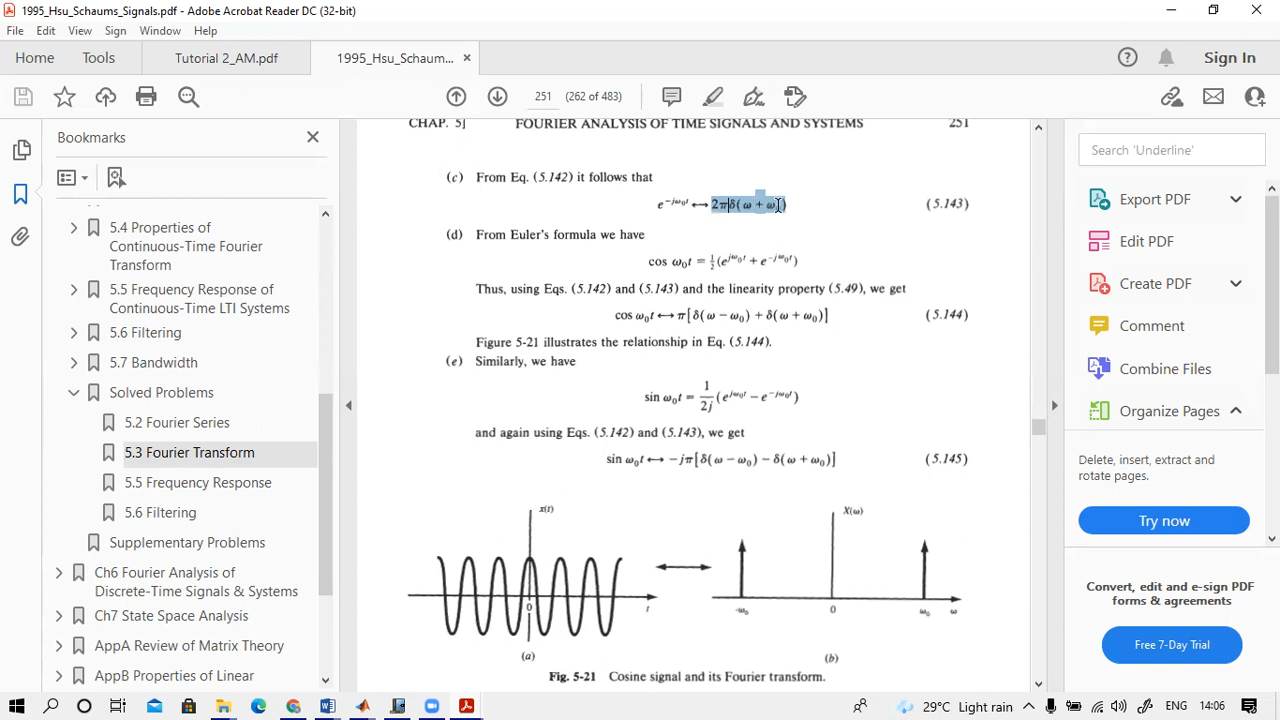 1995_Hsu_Schaums_Signals.pdf - Adobe Acrobat Reader DC (32-bit)
File Edit View Sign Window Help
Home Tools Tutorial 2_AM.pdf 1995_Hsu_Schaum... × Sign In
251 (262 of 483)
Bookmarks
5.4 Properties of
Continuous-Time Fourier
Transform
5.5 Frequency Response of
Continuous-Time LTI Systems
5.6 Filtering
5.7 Bandwidth
Solved Problems
5.2 Fourier Series
5.3 Fourier Transform
5.5 Frequency Response
5.6 Filtering
Supplementary Problems
Ch6 Fourier Analysis of
Discrete-Time Signals & Systems
Ch7 State Space Analysis
AppA Review of Matrix Theory
AppB Properties of Linear
CHAP. 5] FOURIER ANALYSIS OF TIME SIGNALS AND SYSTEMS 251
(c) From Eq. (5.142) it follows that
e^{-jω₀t} ↔ 2πδ(ω + ω₀) (5.143)
(d) From Euler's formula we have
cos ω₀t = ½(e^{jω₀t} + e^{-jω₀t})
Thus, using Eqs. (5.142) and (5.143) and the linearity property (5.49), we get
cos ω₀t ↔ π[δ(ω − ω₀) + δ(ω + ω₀)] (5.144)
Figure 5-21 illustrates the relationship in Eq. (5.144).
(e) Similarly, we have
sin ω₀t = 1/2j (e^{jω₀t} − e^{-jω₀t})
and again using Eqs. (5.142) and (5.143), we get
sin ω₀t ↔ −jπ[δ(ω − ω₀) − δ(ω + ω₀)] (5.145)
x(t) X(ω)
0 t -ω₀ 0 ω₀ ω
(a) (b)
Fig. 5-21 Cosine signal and its Fourier transform.
Search 'Underline'
Export PDF
Edit PDF
Create PDF
Comment
Combine Files
Organize Pages
Delete, insert, extract and
rotate pages.
Try now
Convert, edit and e-sign PDF
forms & agreements
Free 7-Day Trial
29°C Light rain ENG 14:06